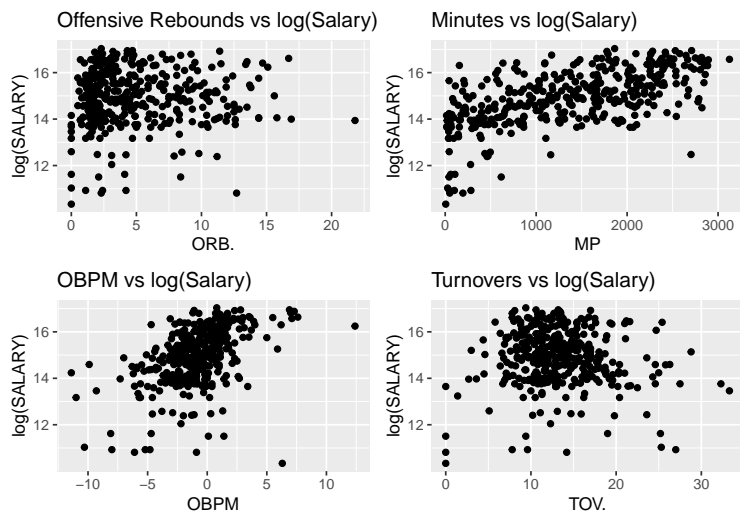 Offensive Rebounds vs log(Salary)
log(SALARY)
16
14
12
0
5
10
15
20
ORB.
Minutes vs log(Salary)
log(SALARY)
16
14
12
0
1000
2000
3000
MP
OBPM vs log(Salary)
log(SALARY)
16
14
12
−10
−5
0
5
10
OBPM
Turnovers vs log(Salary)
log(SALARY)
16
14
12
0
10
20
30
TOV.